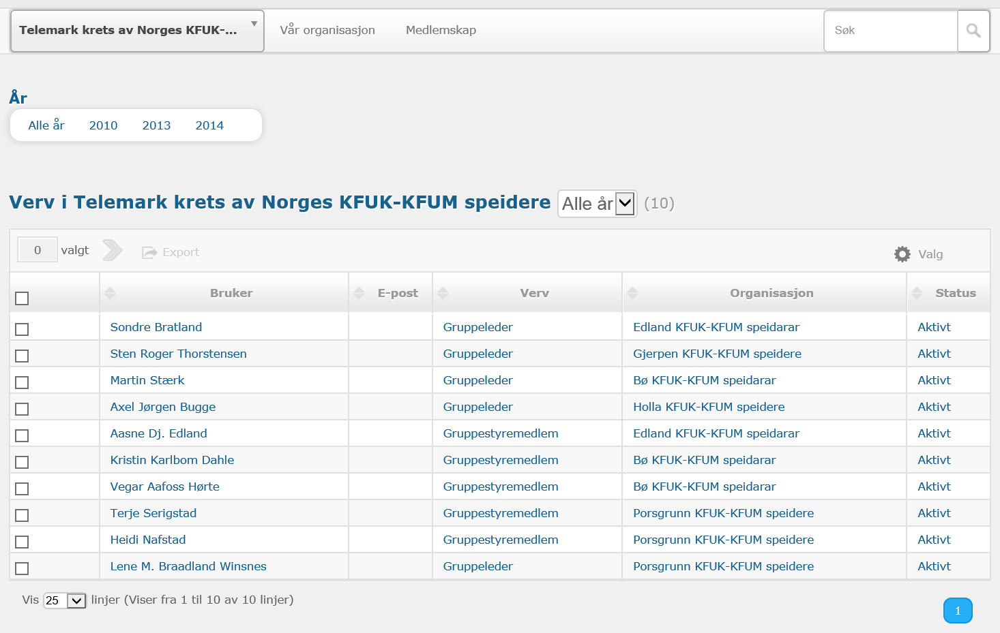 Telemark krets av Norges KFUK-... Vår organisasjon Medlemskap Søk
År
Alle år 2010 2013 2014
Verv i Telemark krets av Norges KFUK-KFUM speidere Alle år (10)
0 valgt Export Valg
Bruker E-post Verv Organisasjon Status
Sondre Bratland Gruppeleder Edland KFUK-KFUM speidarar Aktivt
Sten Roger Thorstensen Gruppeleder Gjerpen KFUK-KFUM speidere Aktivt
Martin Stærk Gruppeleder Bø KFUK-KFUM speidarar Aktivt
Axel Jørgen Bugge Gruppeleder Holla KFUK-KFUM speidere Aktivt
Aasne Dj. Edland Gruppestyremedlem Edland KFUK-KFUM speidarar Aktivt
Kristin Karlbom Dahle Gruppestyremedlem Bø KFUK-KFUM speidarar Aktivt
Vegar Aafoss Hørte Gruppestyremedlem Bø KFUK-KFUM speidarar Aktivt
Terje Serigstad Gruppestyremedlem Porsgrunn KFUK-KFUM speidere Aktivt
Heidi Nafstad Gruppestyremedlem Porsgrunn KFUK-KFUM speidere Aktivt
Lene M. Braadland Winsnes Gruppeleder Porsgrunn KFUK-KFUM speidere Aktivt
Vis 25 linjer (Viser fra 1 til 10 av 10 linjer)
1